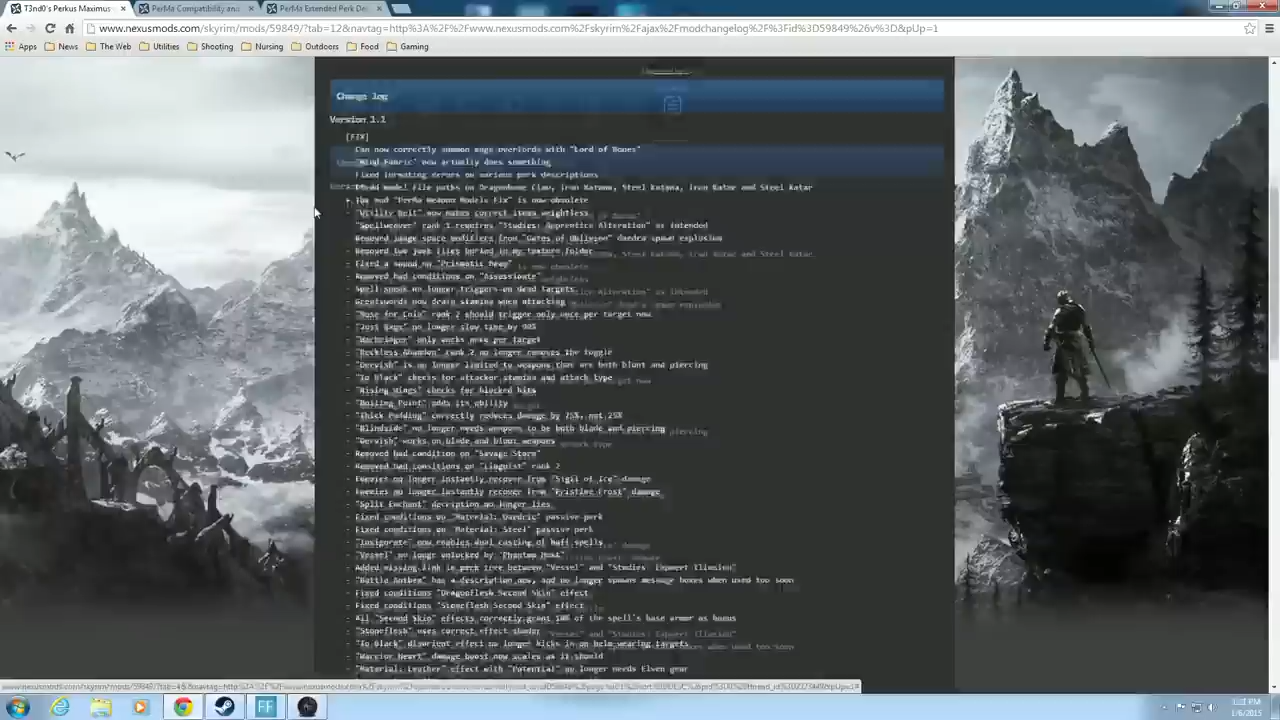 T3nd0's Perkus Maximus
PerMa Compatibility an
PerMa Extended Perk De
www.nexusmods.com/skyrim/mods/59849/?tab=12&navtag=http%3A%2F%2Fwww.nexusmods.com%2Fskyrim%2Fajax%2Fmodchangelog%2F%3Fid%3D59849%26v%3D&pUp=1
Apps
News
The Web
Utilities
Shooting
Nursing
Outdoors
Food
Gaming
Change log
Version 1.1
[FIX]
Can now correctly summon mage overlords with "Lord of Bones"
now actually does something
Fixed formatting errors on various perk descriptions
model file paths on Dragonbone Claw, Iron Katana, Steel Katana, Iron Katar and Steel Katar
The mod "PerMa Weapon Models Fix" is now obsolete
- "Utility Belt" now makes correct items weightless
"Spellweaver" rank 1 requires "Studies: Apprentice Alteration" as intended
Removed image space modifiers from "Gates of Oblivion" daedra spawn explosion
- Removed two junk files buried in my texture folder
- Fixed a sound on "Prismatic
- Removed bad conditions on
- Spell sneak no longer triggers on dead targets
- Greatswords now drain stamina when attacking
- "Nose for Coin" rank 2 should trigger only once per target now
- no longer slow time by 90%
- only works once per target
- "Reckless Abandon" rank 2 no longer removes the toggle
- "Dervish" is no longer limited to weapons that are both blunt and piercing
- "To Black" checks for attacker stamina and attack type
- "Rising Wings" checks for blocked hits
- "Boiling Point" adds its ability
- "Thick Padding" correctly reduces damage by 75%, not 25%
- "Blindside" no longer needs weapons to be both blade and piercing
- "Dervish" works on blade and blunt weapons
- Removed bad condition on "Savage Storm"
- Removed bad conditions on "Linguist" rank 2
- Enemies no longer instantly recover from "Sigil of Ice" damage
- Enemies no longer instantly recover from "Pristine Frost" damage
- "Split Enchant" decription no longer lies
- Fixed conditions on "Material: Daedric" passive perk
- Fixed conditions on "Material: Steel" passive perk
- "Invigorate" now enables dual casting of buff spells
- "Vessel" no longe unlocked by "Phantom Host"
- Added missing link in perk tree between "Vessel" and "Studies: Expert Illusion"
- "Battle Anthem" has a description now, and no longer spawns message boxes when used too soon
- Fixed conditions "Dragonflesh Second Skin" effect
- Fixed conditions "Stoneflesh Second Skin" effect
- All "Second Skin" effects correctly grant 50% of the spell's base armor as bonus
- "Stoneflesh" uses correct effect shader
- "To Black" disorient effect no longer kicks in on helm-wearing targets
- "Warrior Heart" damage boost now scales as it should
- "Material: Leather" effect with "Potential" no longer needs Elven gear
1/6/2015